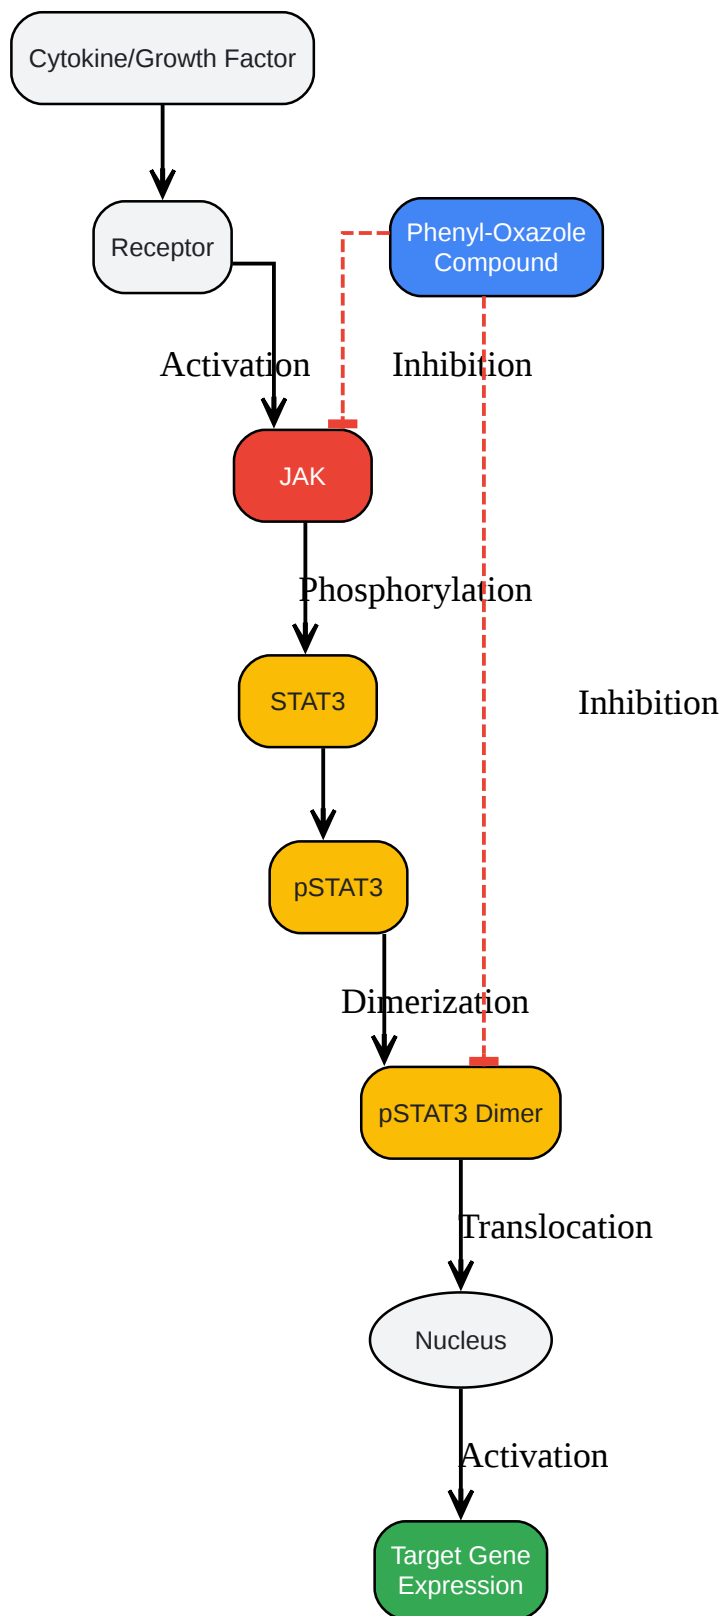 Cytokine/Growth Factor
Receptor
Phenyl-Oxazole
Compound
Activation
Inhibition
JAK
Phosphorylation
STAT3
Inhibition
pSTAT3
Dimerization
pSTAT3 Dimer
Translocation
Nucleus
Activation
Target Gene
Expression